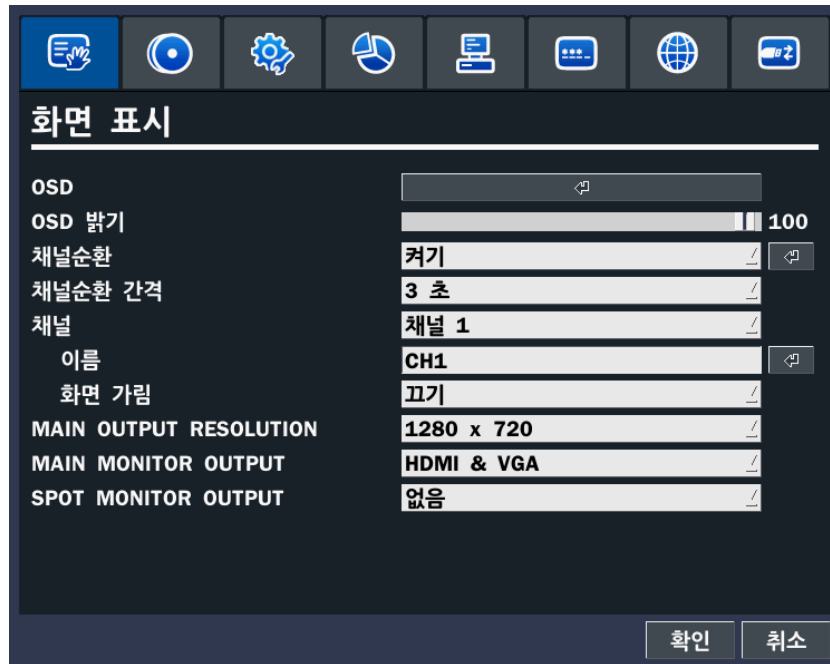 화면 표시
OSD
OSD 밝기 100
채널순환 켜기
채널순환 간격 3 초
채널 채널 1
이름 CH1
화면 가림 끄기
MAIN OUTPUT RESOLUTION 1280 x 720
MAIN MONITOR OUTPUT HDMI & VGA
SPOT MONITOR OUTPUT 없음
확인 취소